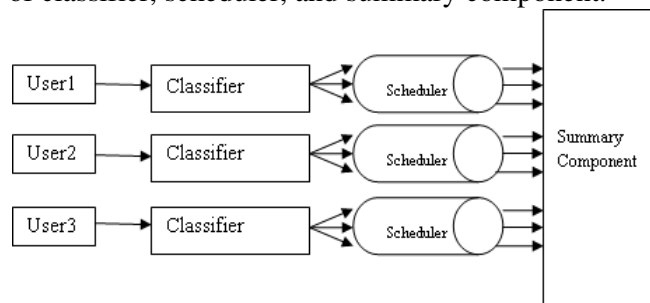 of classifier, scheduler, and summary component.
User1
Classifier
Scheduler
User2
Classifier
Scheduler
Summary
Component
User3
Classifier
Scheduler